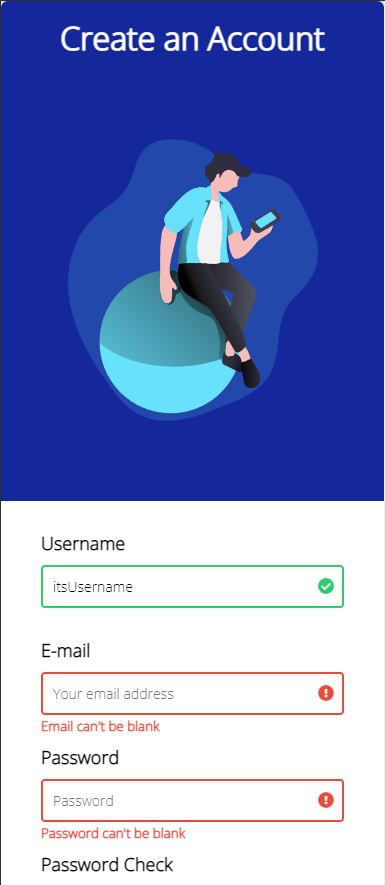 Create an Account
Username
itsUsername
E-mail
Your email address
Email can't be blank
Password
Password
Password can't be blank
Password Check